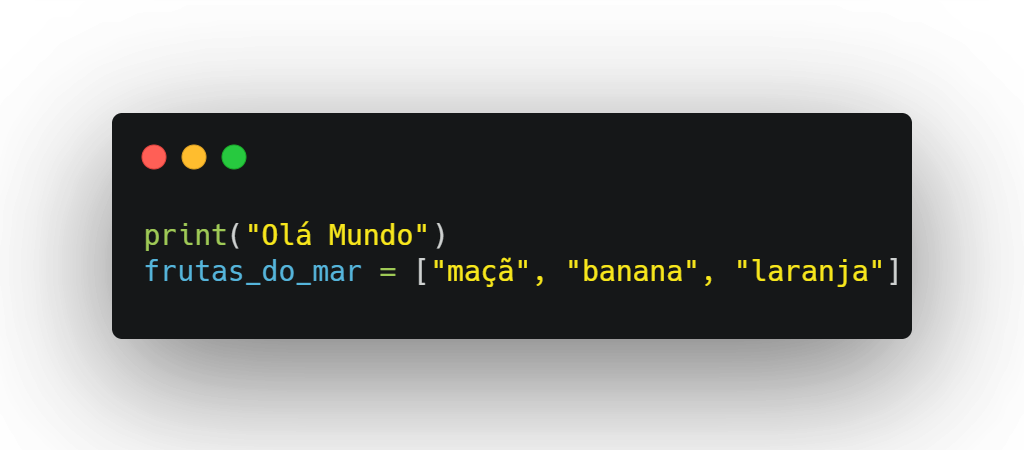 print("Olá Mundo")
frutas_do_mar = ["maçã", "banana", "laranja"]